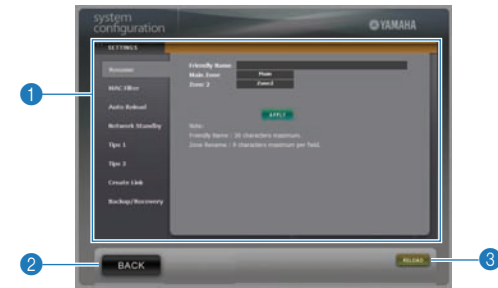 system
configuration
YAMAHA
SETTINGS
Rename
MAC Filter
Auto Reload
Network Standby
Tips 1
Tips 2
Create Link
Backup/Recovery
Friendly Name
Main Zone Main
Zone 2 Zone2
APPLY
Note:
Friendly Name : 20 characters maximum.
Zone Rename : 9 characters maximum per field.
1
2
BACK
RELOAD
3